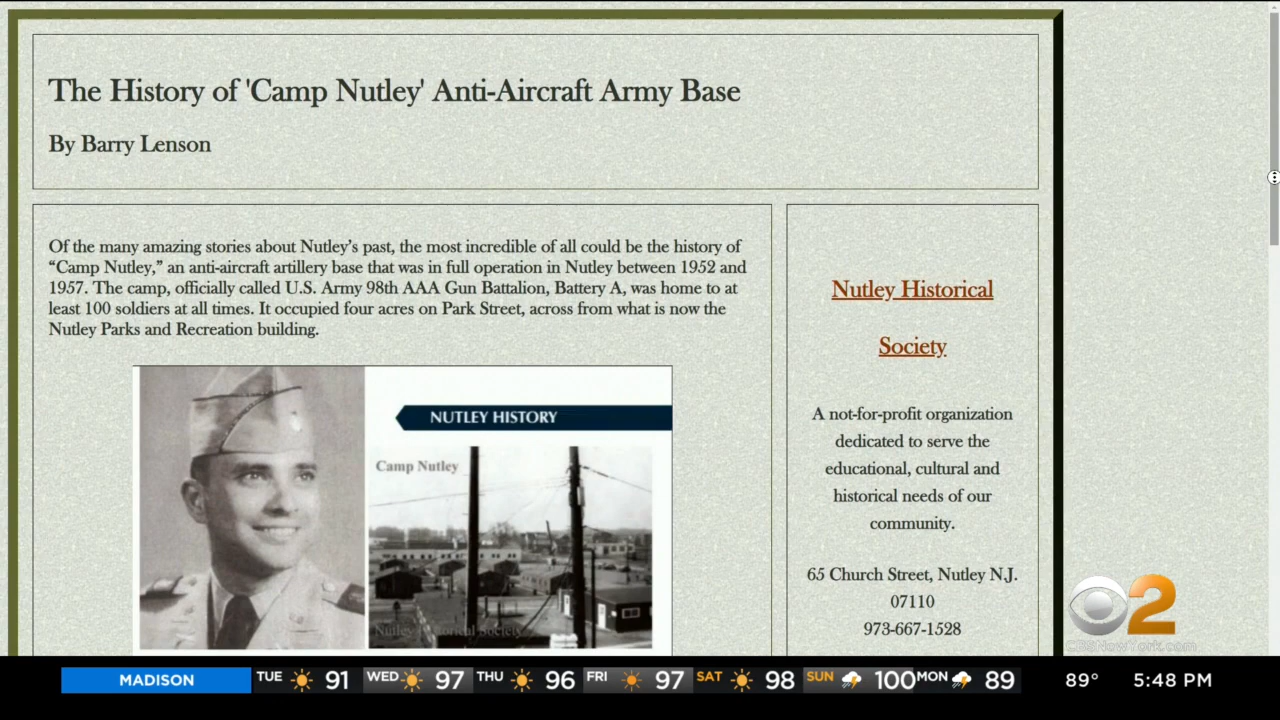 The History of 'Camp Nutley' Anti-Aircraft Army Base
By Barry Lenson
Of the many amazing stories about Nutley's past, the most incredible of all could be the history of
“Camp Nutley,” an anti-aircraft artillery base that was in full operation in Nutley between 1952 and
1957. The camp, officially called U.S. Army 98th AAA Gun Battalion, Battery A, was home to at
least 100 soldiers at all times. It occupied four acres on Park Street, across from what is now the
Nutley Parks and Recreation building.
NUTLEY HISTORY
Camp Nutley
Nutley Historical Society
Nutley Historical
Society
A not-for-profit organization
dedicated to serve the
educational, cultural and
historical needs of our
community.
65 Church Street, Nutley N.J.
07110
973-667-1528
2
CBSNewYork.com
MADISON TUE 91 WED 97 THU 96 FRI 97 SAT 98 SUN 100 MON 89 89° 5:48 PM